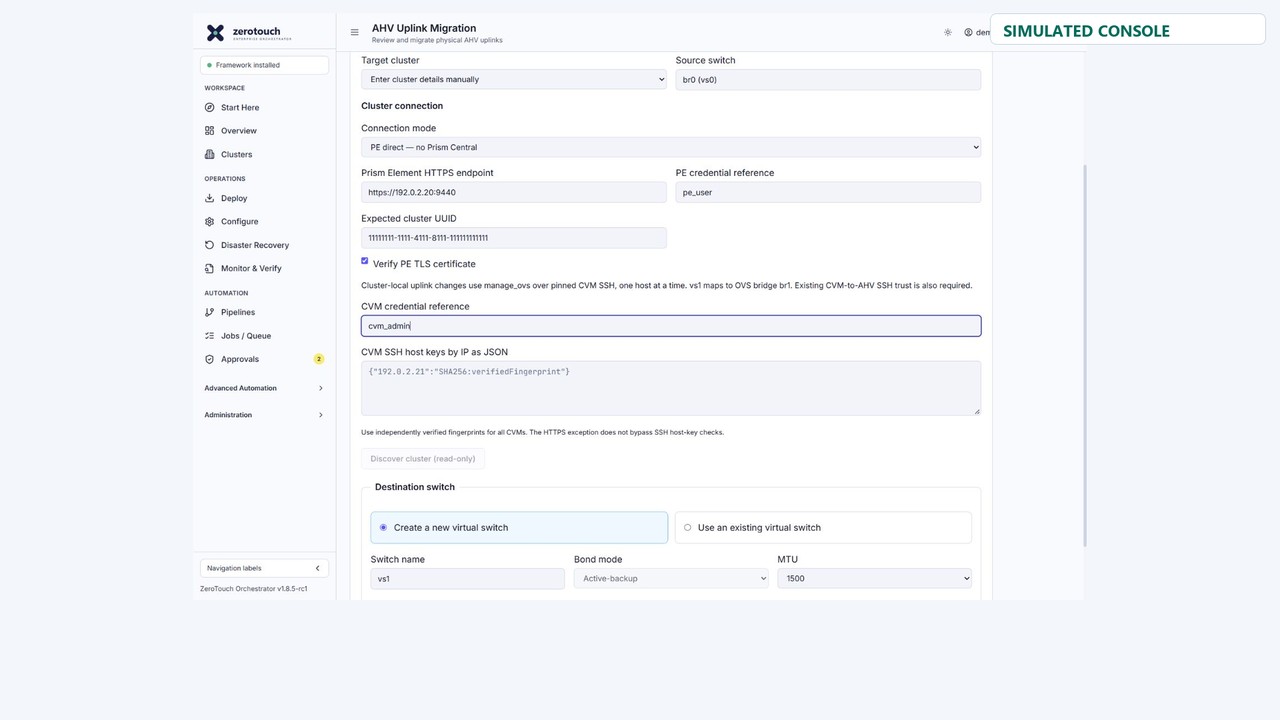 zerotouch
ENTERPRISE ORCHESTRATOR
Framework installed
WORKSPACE
Start Here
Overview
Clusters
OPERATIONS
Deploy
Configure
Disaster Recovery
Monitor & Verify
AUTOMATION
Pipelines
Jobs / Queue
Approvals
2
Advanced Automation
Administration
Navigation labels
ZeroTouch Orchestrator v1.8.5-rc1
AHV Uplink Migration
Review and migrate physical AHV uplinks
SIMULATED CONSOLE
Target cluster
Source switch
Enter cluster details manually
br0 (vs0)
Cluster connection
Connection mode
PE direct — no Prism Central
Prism Element HTTPS endpoint
PE credential reference
https://192.0.2.20:9440
pe_user
Expected cluster UUID
11111111-1111-4111-8111-111111111111
Verify PE TLS certificate
Cluster-local uplink changes use manage_ovs over pinned CVM SSH, one host at a time. vs1 maps to OVS bridge br1. Existing CVM-to-AHV SSH trust is also required.
CVM credential reference
cvm_admin
CVM SSH host keys by IP as JSON
{"192.0.2.21":"SHA256:verifiedFingerprint"}
Use independently verified fingerprints for all CVMs. The HTTPS exception does not bypass SSH host-key checks.
Discover cluster (read-only)
Destination switch
Create a new virtual switch
Use an existing virtual switch
Switch name
Bond mode
MTU
vs1
Active-backup
1500